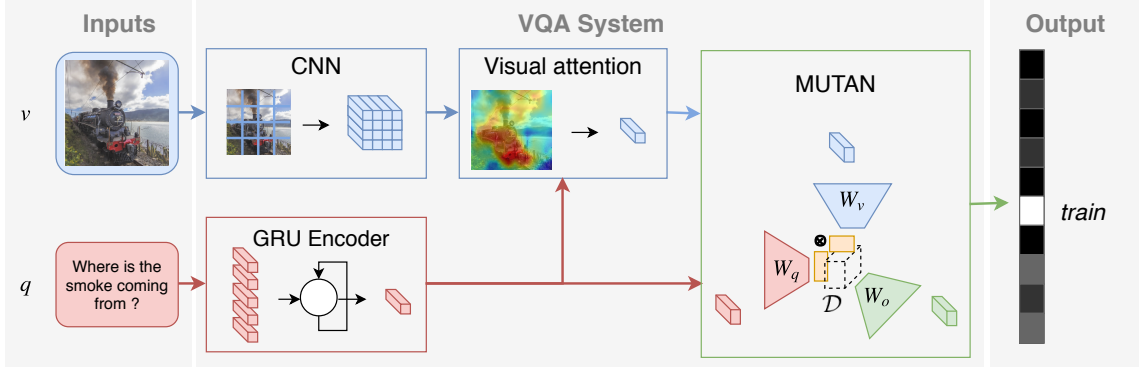 Inputs
VQA System
Output
v
CNN
Visual attention
MUTAN
W_v
q
Where is the
smoke coming
from ?
GRU Encoder
W_q
⊗
𝒟
W_o
train